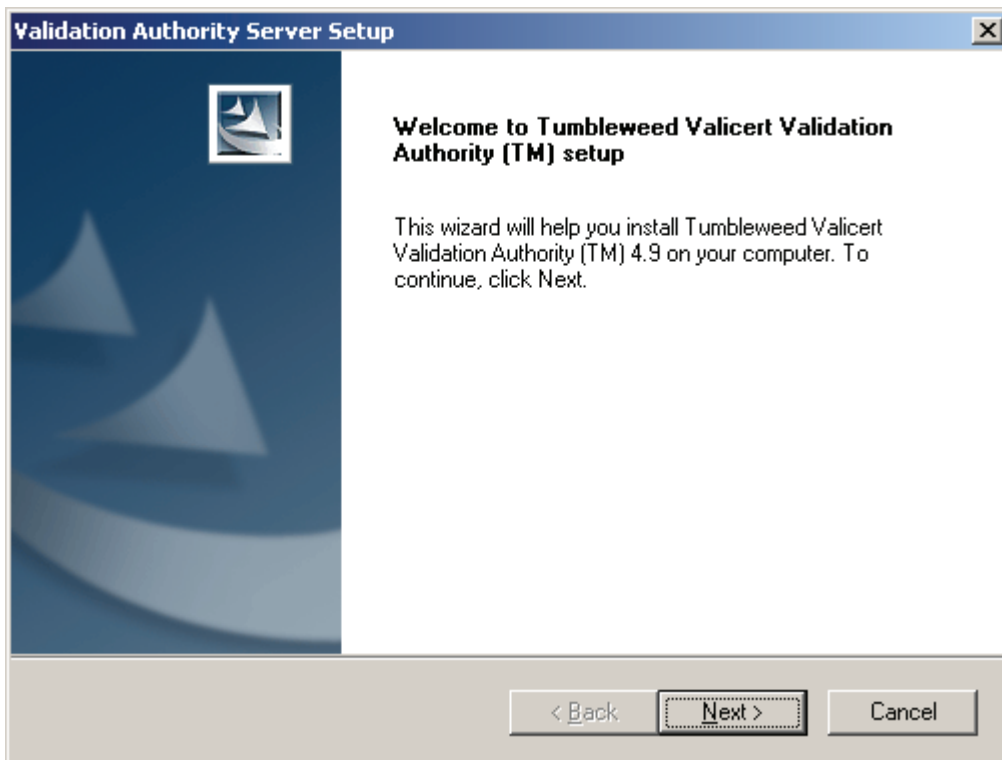 Validation Authority Server Setup
Welcome to Tumbleweed Valicert Validation
Authority (TM) setup
This wizard will help you install Tumbleweed Valicert
Validation Authority (TM) 4.9 on your computer. To
continue, click Next.
< Back
Next >
Cancel